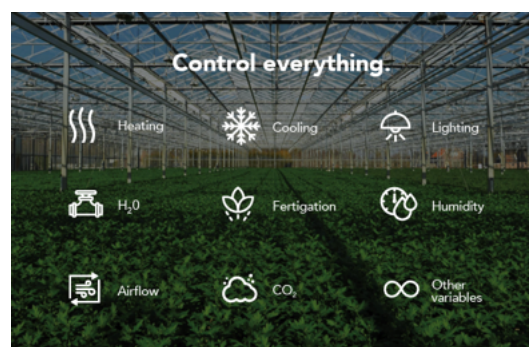 Control everything.
Heating
Cooling
Lighting
H₂0
Fertigation
Humidity
Airflow
CO₂
Other
variables